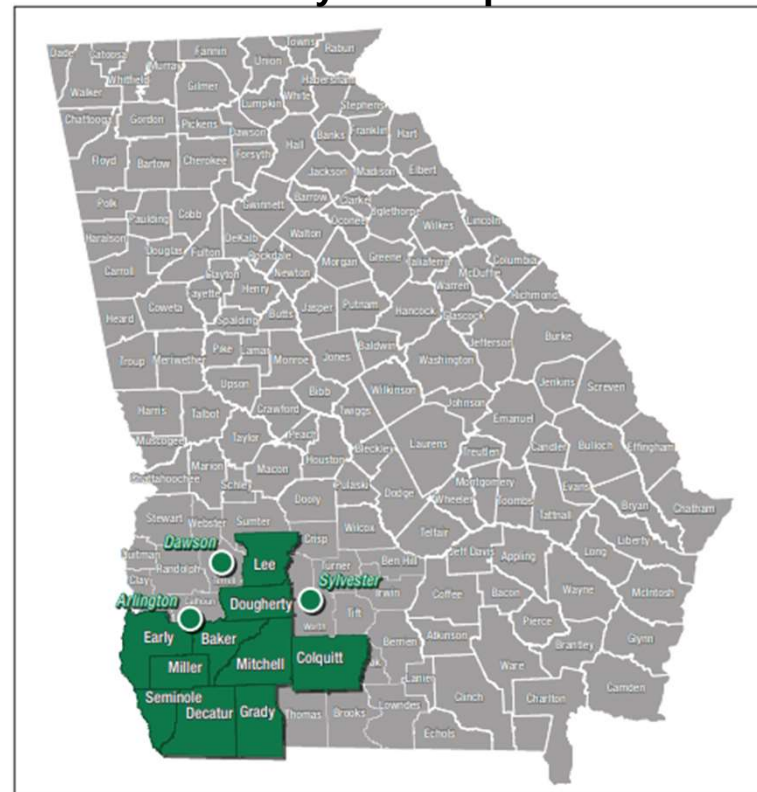 Dade
Catoosa
Fannin
Towns
Rabun
Murray
Union
Whitfield
Walker
Gilmer
Habersham
White
Lumpkin
Stephens
Chattooga
Gordon
Pickens
Dawson
Banks
Franklin
Hart
Hall
Floyd
Bartow
Cherokee
Forsyth
Jackson
Madison
Elbert
Polk
Paulding
Cobb
Gwinnett
Barrow
Clarke
Oconee
Oglethorpe
Wilkes
Lincoln
Haralson
Douglas
Fulton
DeKalb
Walton
Rockdale
Newton
Morgan
Greene
Taliaferro
McDuffie
Columbia
Carroll
Clayton
Fayette
Henry
Warren
Richmond
Heard
Coweta
Spalding
Butts
Jasper
Putnam
Hancock
Glascock
Jefferson
Burke
Troup
Meriwether
Pike
Lamar
Monroe
Jones
Baldwin
Washington
Upson
Bibb
Wilkinson
Jenkins
Screven
Harris
Talbot
Crawford
Twiggs
Johnson
Emanuel
Muscogee
Taylor
Peach
Houston
Bleckley
Laurens
Treutlen
Candler
Bulloch
Effingham
Chattahoochee
Marion
Schley
Macon
Pulaski
Dodge
Wheeler
Montgomery
Toombs
Tattnall
Evans
Bryan
Chatham
Dooly
Stewart
Webster
Sumter
Crisp
Wilcox
Telfair
Jeff Davis
Appling
Long
Liberty
Dawson
Quitman
Randolph
Terrell
Lee
Turner
Ben Hill
Clay
Sylvester
Irwin
Coffee
Bacon
Wayne
McIntosh
Arlington
Calhoun
Dougherty
Worth
Tift
Pierce
Early
Baker
Berrien
Atkinson
Brantley
Glynn
Miller
Mitchell
Colquitt
Ware
Lanier
Clinch
Charlton
Camden
Seminole
Decatur
Grady
Thomas
Brooks
Lowndes
Echols